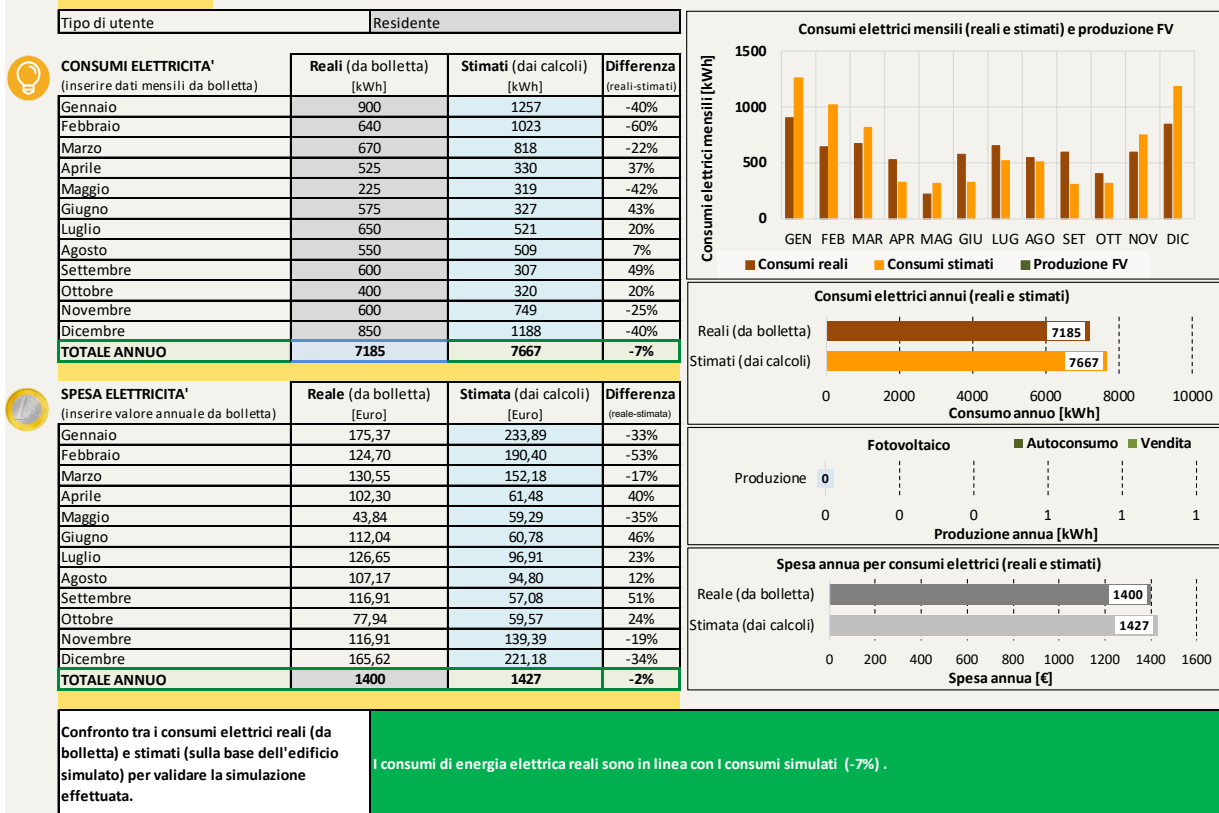 Tipo di utente Residente
CONSUMI ELETTRICITA' Reali (da bolletta) Stimati (dai calcoli) Differenza
(inserire dati mensili da bolletta) [kWh] [kWh] (reali-stimati)
Gennaio 900 1257 -40%
Febbraio 640 1023 -60%
Marzo 670 818 -22%
Aprile 525 330 37%
Maggio 225 319 -42%
Giugno 575 327 43%
Luglio 650 521 20%
Agosto 550 509 7%
Settembre 600 307 49%
Ottobre 400 320 20%
Novembre 600 749 -25%
Dicembre 850 1188 -40%
TOTALE ANNUO 7185 7667 -7%
SPESA ELETTRICITA' Reale (da bolletta) Stimata (dai calcoli) Differenza
(inserire valore annuale da bolletta) [Euro] [Euro] (reale-stimata)
Gennaio 175,37 233,89 -33%
Febbraio 124,70 190,40 -53%
Marzo 130,55 152,18 -17%
Aprile 102,30 61,48 40%
Maggio 43,84 59,29 -35%
Giugno 112,04 60,78 46%
Luglio 126,65 96,91 23%
Agosto 107,17 94,80 12%
Settembre 116,91 57,08 51%
Ottobre 77,94 59,57 24%
Novembre 116,91 139,39 -19%
Dicembre 165,62 221,18 -34%
TOTALE ANNUO 1400 1427 -2%
Consumi elettrici mensili (reali e stimati) e produzione FV
Consumi elettrici mensili [kWh]
1500
1000
500
0
GEN FEB MAR APR MAG GIU LUG AGO SET OTT NOV DIC
Consumi reali Consumi stimati Produzione FV
Consumi elettrici annui (reali e stimati)
Reali (da bolletta) 7185
Stimati (dai calcoli) 7667
0 2000 4000 6000 8000 10000
Consumo annuo [kWh]
Fotovoltaico Autoconsumo Vendita
Produzione 0
0 0 0 1 1 1
Produzione annua [kWh]
Spesa annua per consumi elettrici (reali e stimati)
Reale (da bolletta) 1400
Stimata (dai calcoli) 1427
0 200 400 600 800 1000 1200 1400 1600
Spesa annua [€]
Confronto tra i consumi elettrici reali (da
bolletta) e stimati (sulla base dell'edificio
simulato) per validare la simulazione
effettuata.
I consumi di energia elettrica reali sono in linea con I consumi simulati (-7%) .